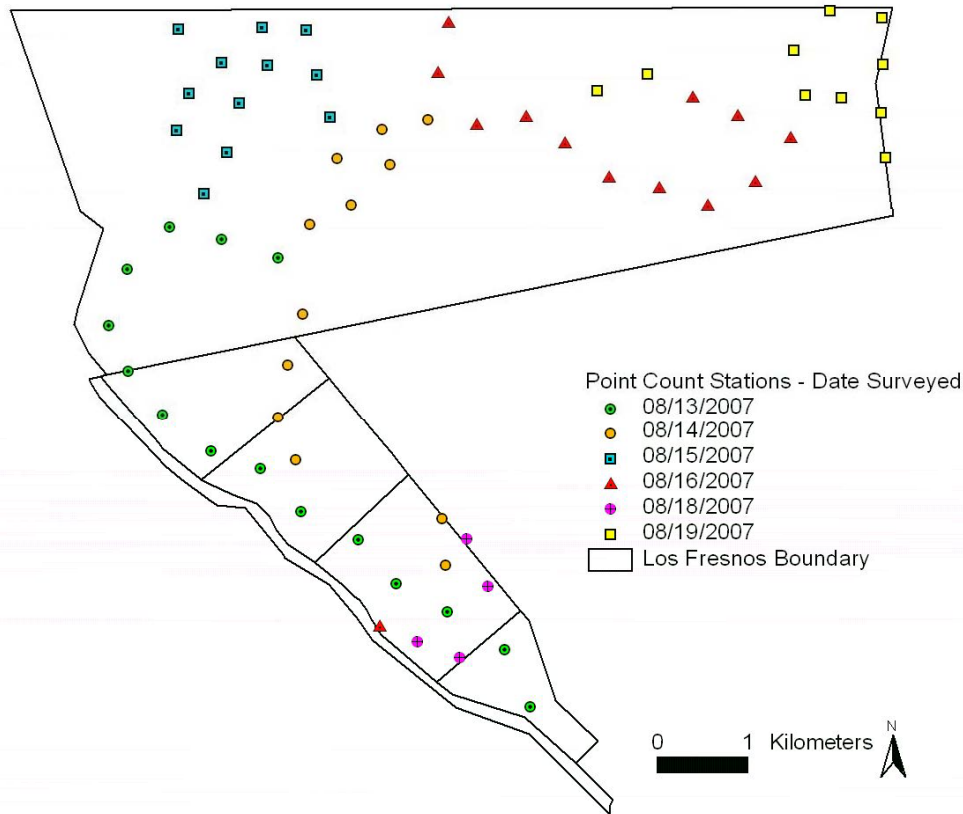 Point Count Stations - Date Surveyed
08/13/2007
08/14/2007
08/15/2007
08/16/2007
08/18/2007
08/19/2007
Los Fresnos Boundary
0 1 Kilometers
N